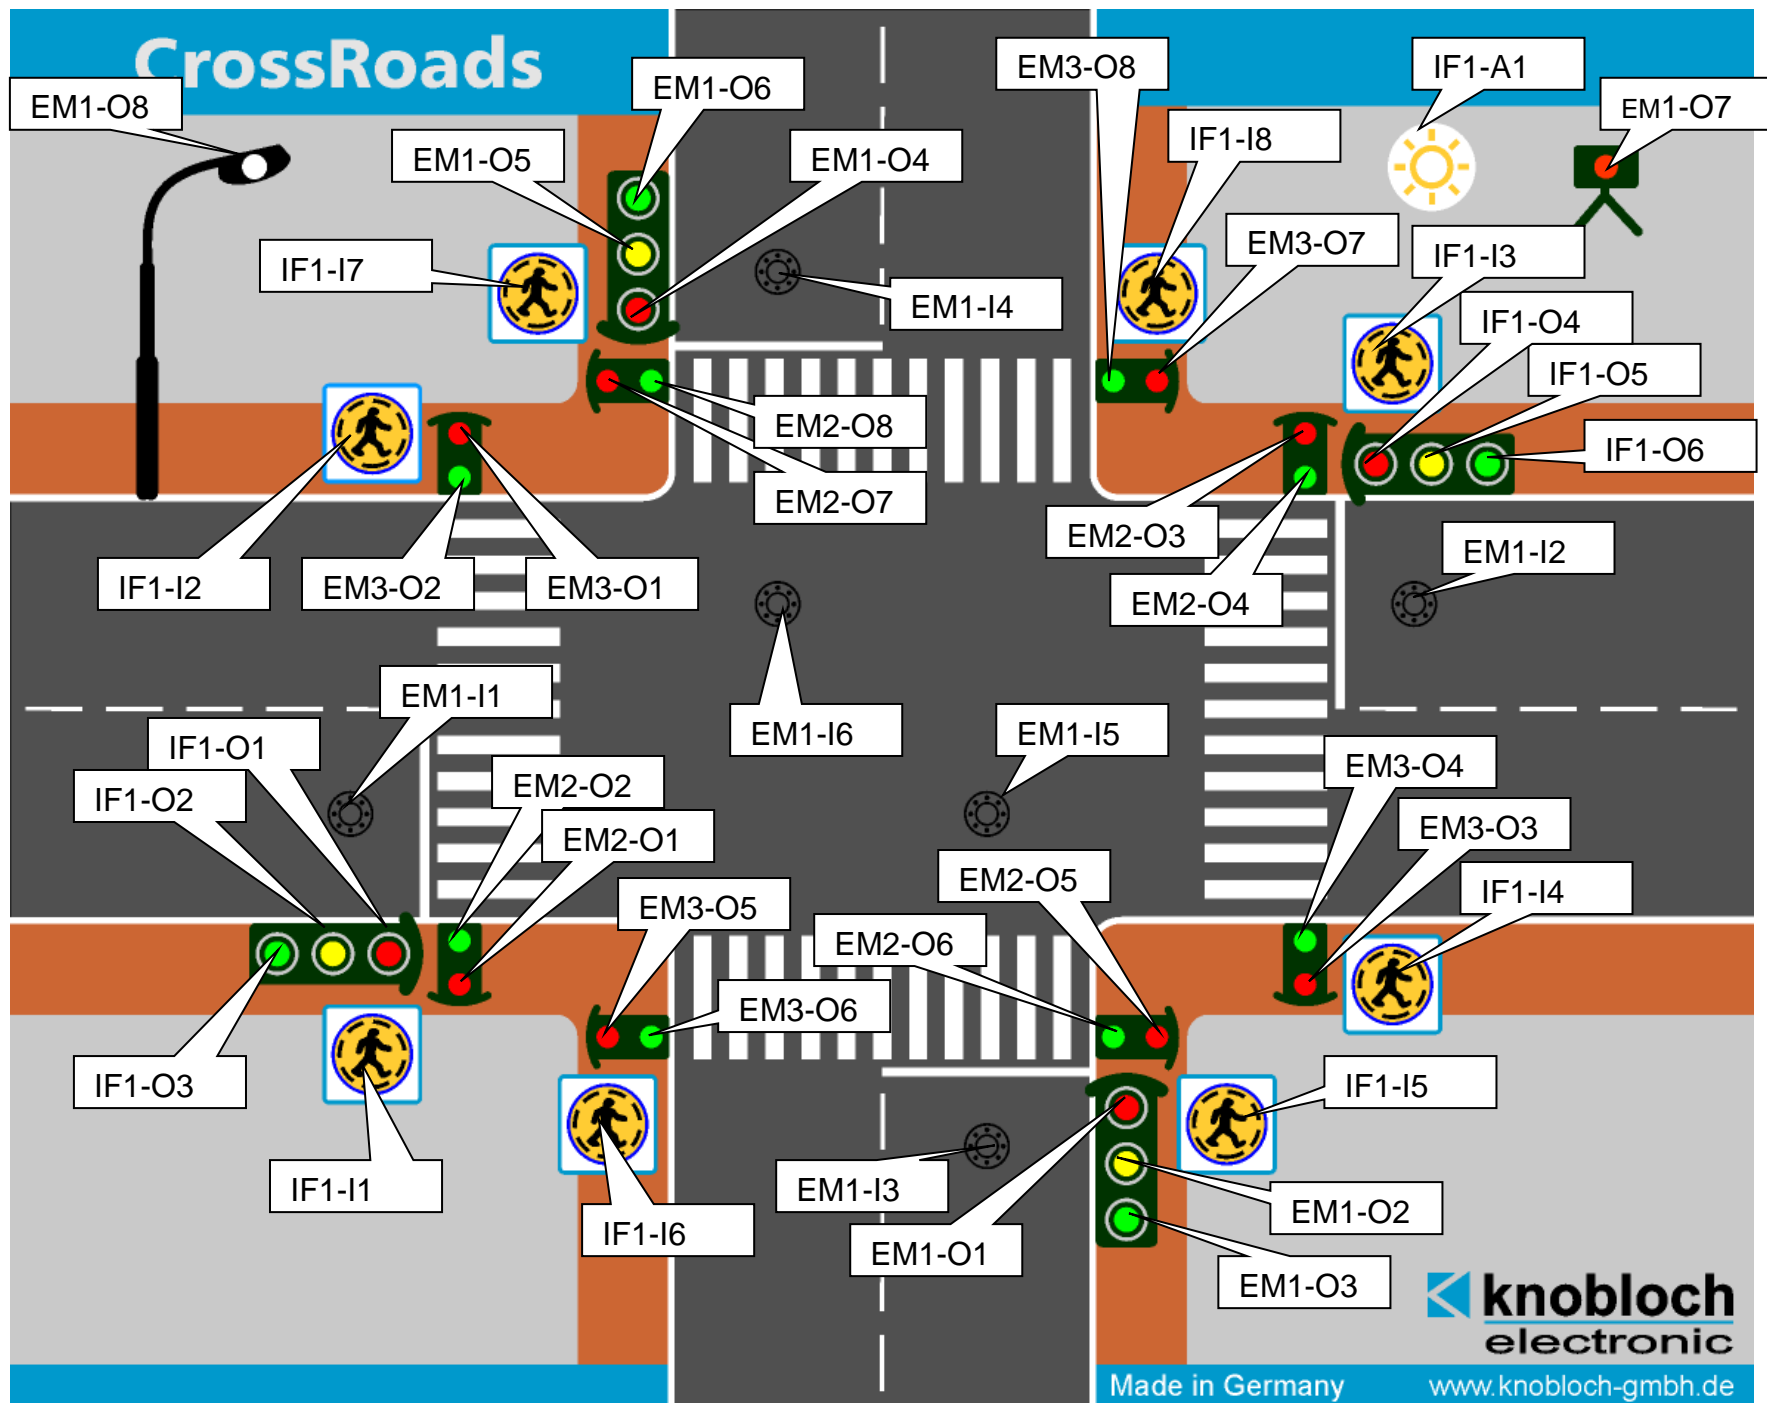 CrossRoads
EM3-O8
IF1-A1
EM1-O6
EM1-O8
EM1-O7
EM1-O5
EM1-O4
IF1-I8
IF1-I7
EM3-O7
IF1-I3
EM1-I4
IF1-O4
IF1-O5
EM2-O8
IF1-O6
EM2-O7
EM2-O3
EM1-I2
IF1-I2
EM3-O2
EM3-O1
EM2-O4
EM1-I1
IF1-O1
EM1-I6
EM1-I5
EM3-O4
IF1-O2
EM2-O2
EM2-O1
EM3-O3
EM2-O5
IF1-I4
EM3-O5
EM2-O6
EM3-O6
IF1-O3
IF1-I5
IF1-I1
EM1-I3
EM1-O2
IF1-I6
EM1-O1
EM1-O3
knobloch
electronic
Made in Germany
www.knobloch-gmbh.de